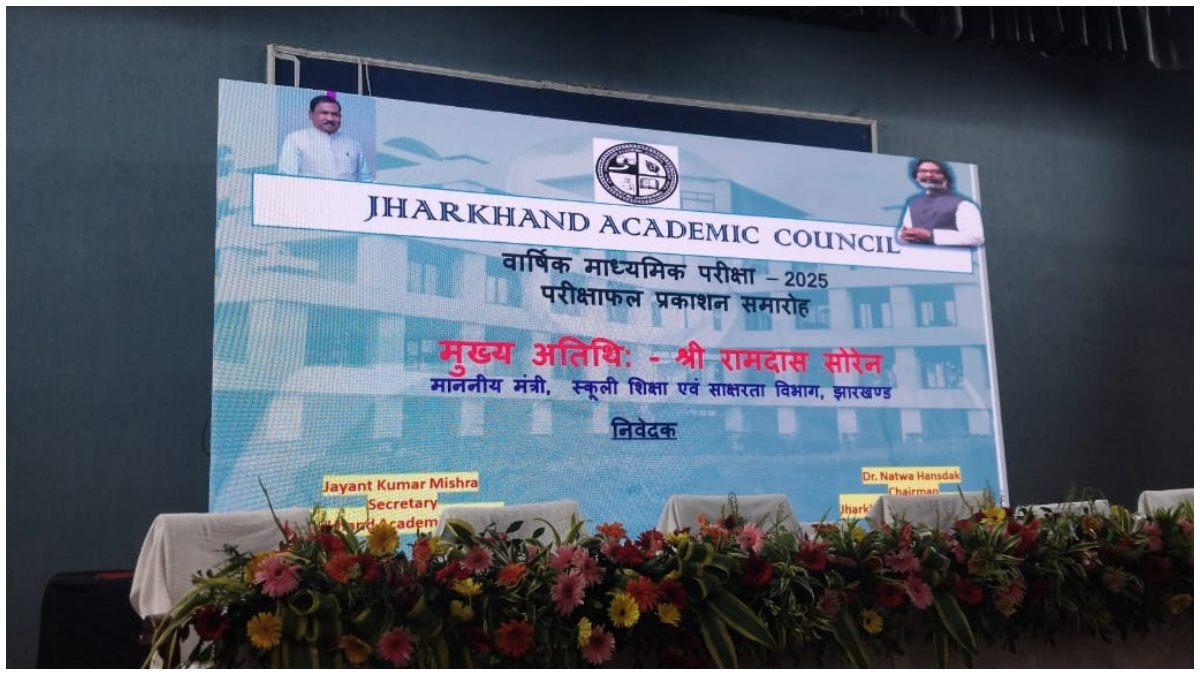 JHARKHAND ACADEMIC COUNCIL
वार्षिक माध्यमिक परीक्षा – 2025
परीक्षाफल प्रकाशन समारोह
मुख्य अतिथि: - श्री रामदास सोरेन
माननीय मंत्री, स्कूली शिक्षा एवं साक्षरता विभाग, झारखण्ड
निवेदक
Jayant Kumar Mishra
Secretary
Dr. Natwa Hansdak
Chairman